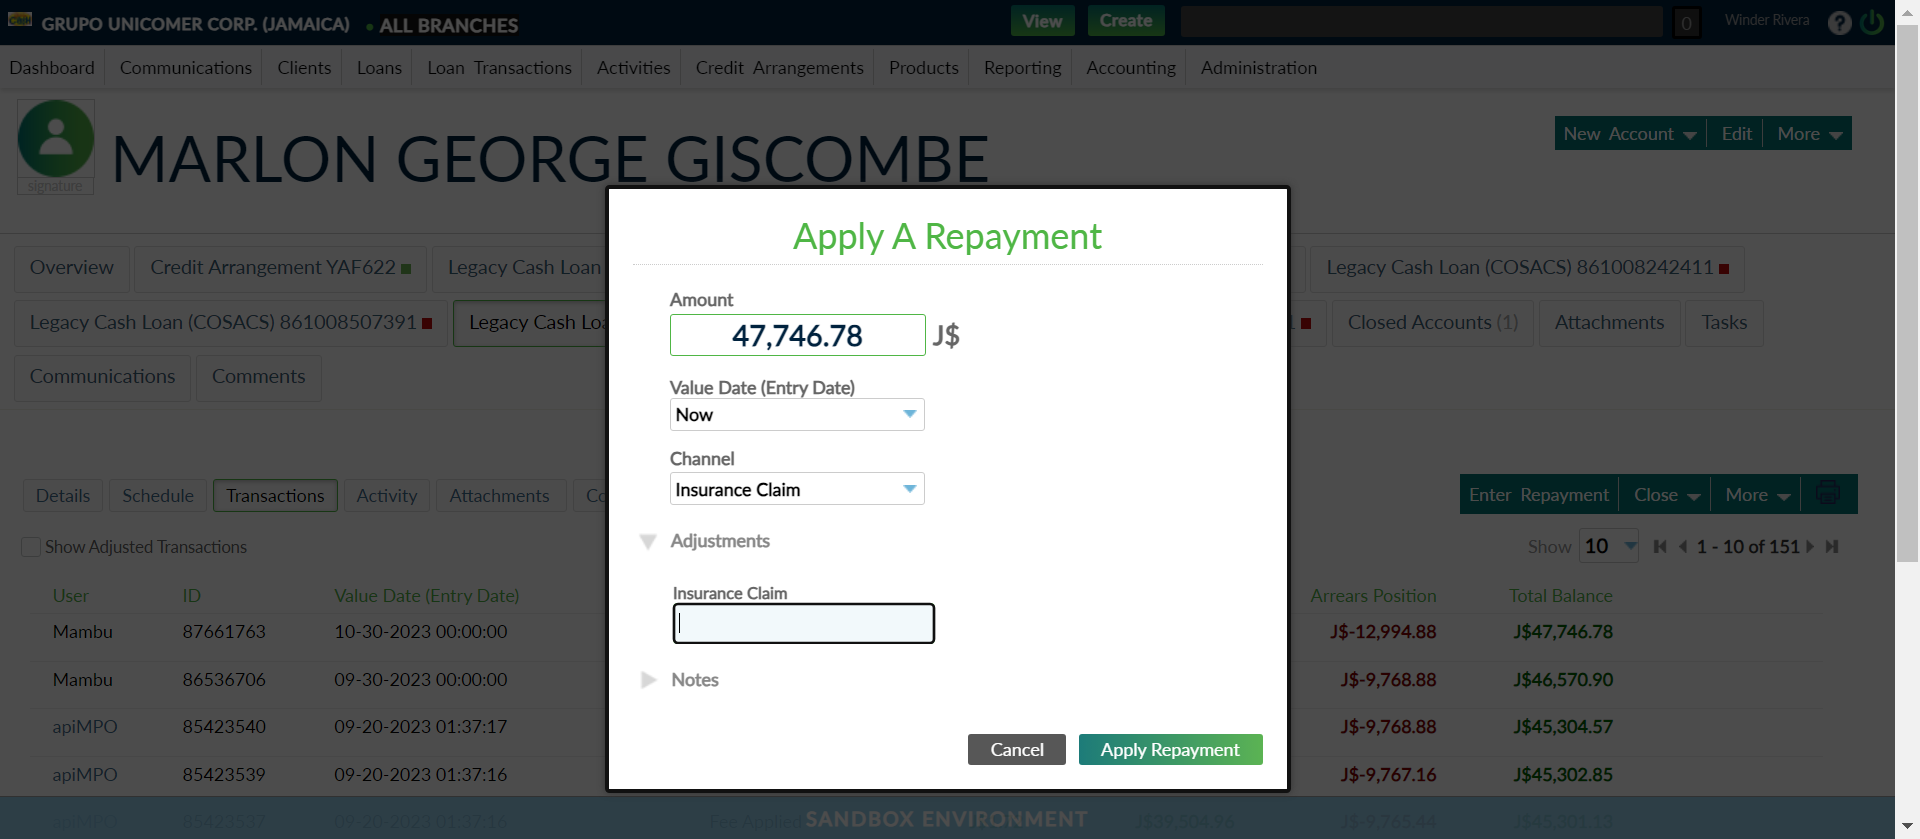 GRUPO UNICOMER CORP. (JAMAICA) ALL BRANCHES View Create 0 Winder Rivera ?
Dashboard Communications Clients Loans Loan Transactions Activities Credit Arrangements Products Reporting Accounting Administration
MARLON GEORGE GISCOMBE
signature
New Account Edit More
Apply A Repayment
Overview Credit Arrangement YAF622 Legacy Cash Loan Legacy Cash Loan (COSACS) 861008242411
Legacy Cash Loan (COSACS) 861008507391 Legacy Cash Closed Accounts (1) Attachments Tasks
Communications Comments
Amount
47,746.78 J$
Value Date (Entry Date)
Now
Channel
Insurance Claim
Details Schedule Transactions Activity Attachments Enter Repayment Close More
Adjustments
Show Adjusted Transactions Show 10 1 - 10 of 151
Insurance Claim
User ID Value Date (Entry Date) Arrears Position Total Balance
Mambu 87661763 10-30-2023 00:00:00 J$-12,994.88 J$47,746.78
Mambu 86536706 09-30-2023 00:00:00 J$-9,768.88 J$46,570.90
Notes
apiMPO 85423540 09-20-2023 01:37:17 J$-9,768.88 J$45,304.57
Cancel Apply Repayment
apiMPO 85423539 09-20-2023 01:37:16 J$-9,767.16 J$45,302.85
apiMPO 85423537 09-20-2023 01:37:16 Fee Applied SANDBOX ENVIRONMENT J$39,504.96 J$-9,765.44 J$45,301.13